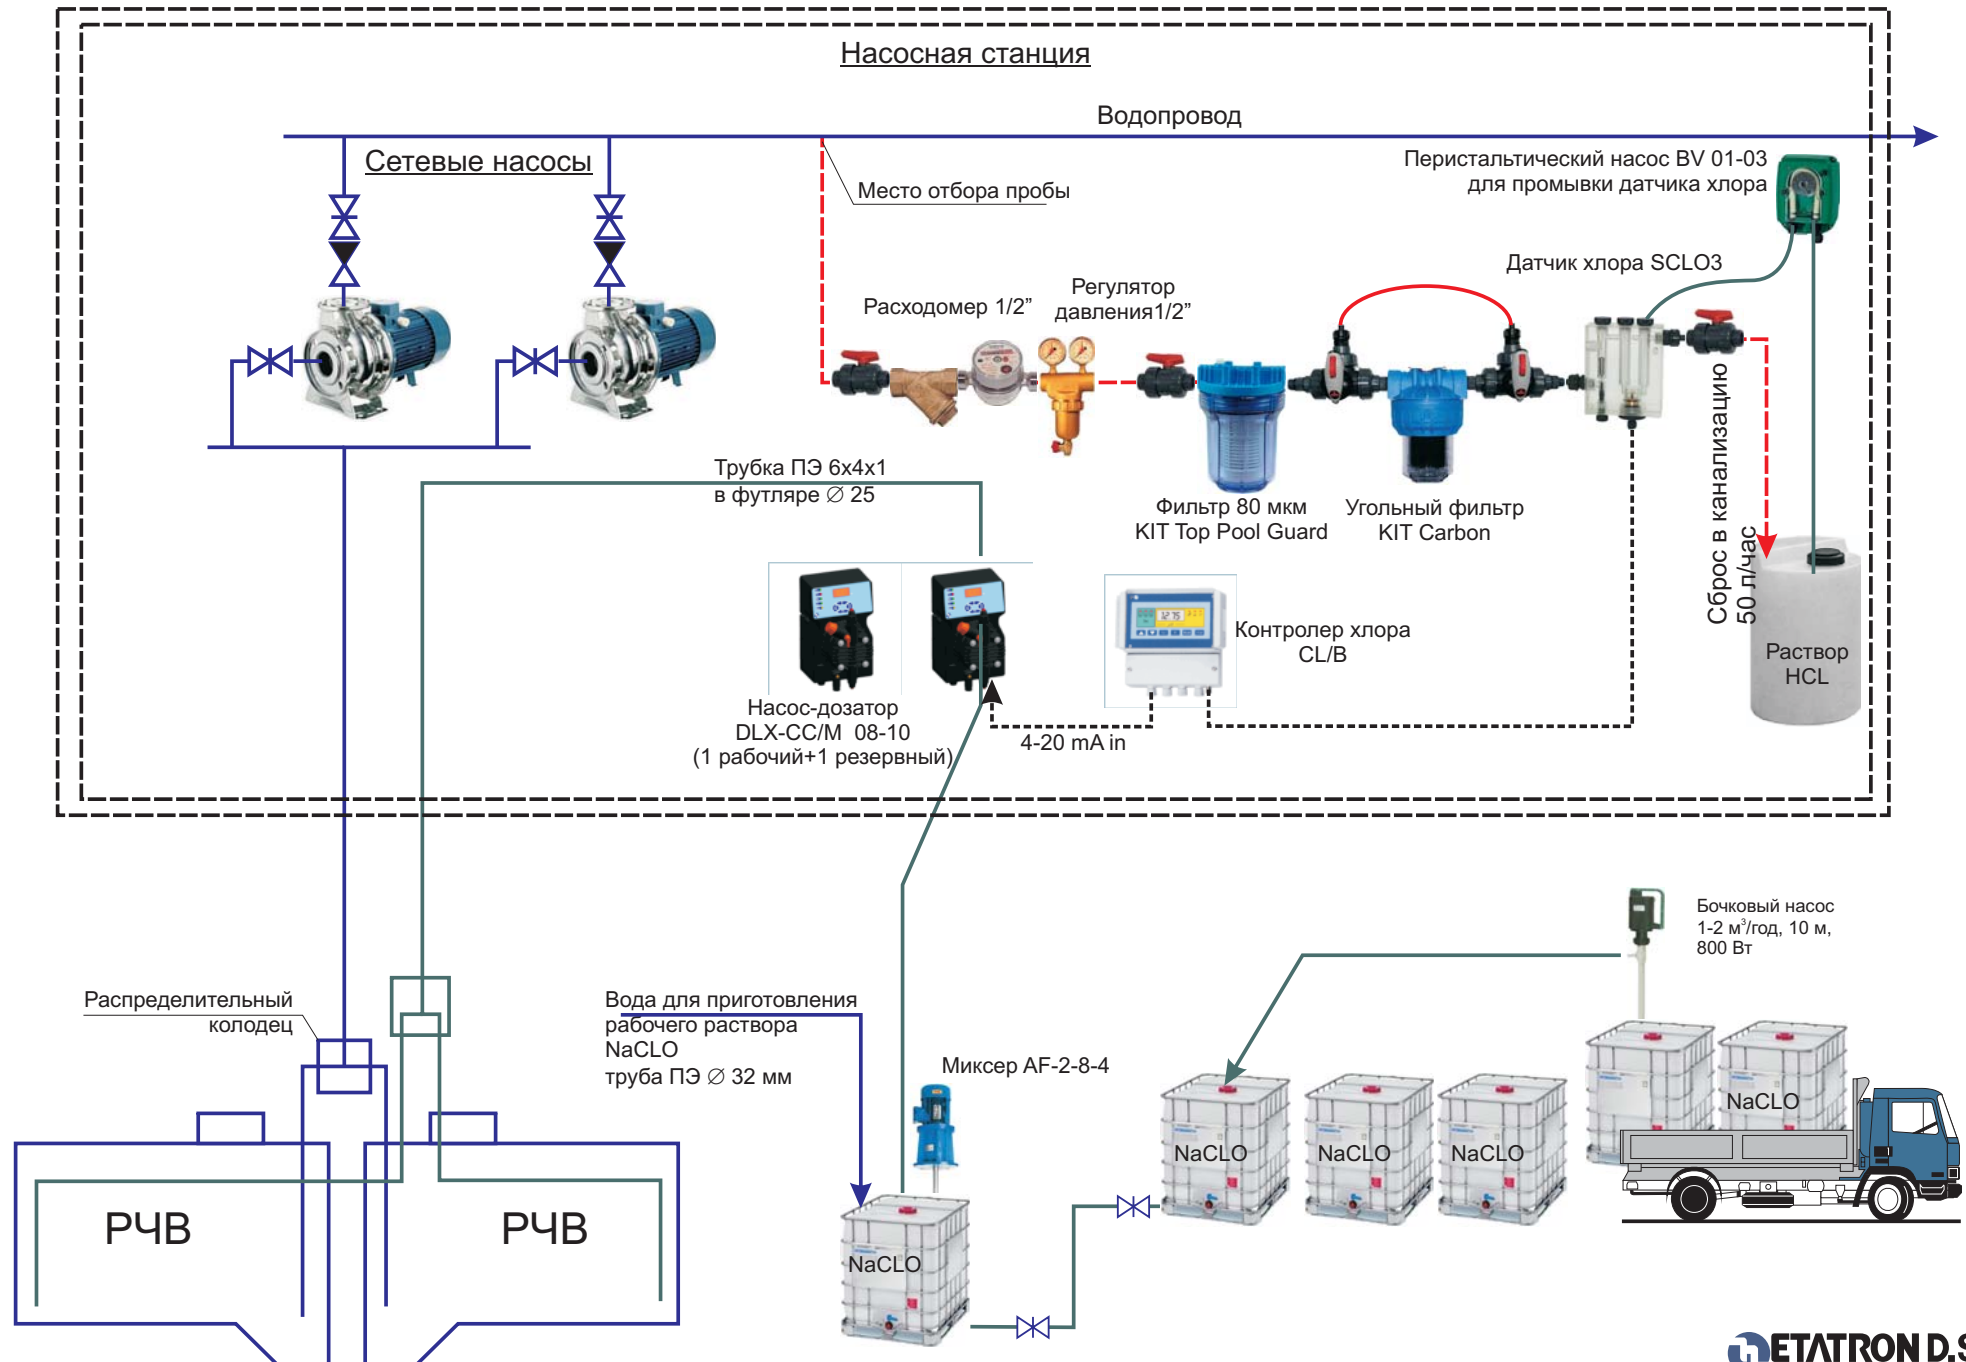 Насосная станция
Водопровод
Сетевые насосы
Место отбора пробы
Перистальтический насос BV 01-03
для промывки датчика хлора
Датчик хлора SCLO3
Расходомер 1/2”
Регулятор
давления1/2”
Трубка ПЭ 6x4x1
в футляре ∅ 25
Фильтр 80 мкм
KIT Top Pool Guard
Угольный фильтр
KIT Carbon
Сброс в канализацию
50 л/час
Раствор
HCL
Контролер хлора
CL/B
Насос-дозатор
DLX-CC/M 08-10
(1 рабочий+1 резервный)
4-20 mA in
Бочковый насос
1-2 м³/год, 10 м,
800 Вт
Распределительный
колодец
Вода для приготовления
рабочего раствора
NaCLO
труба ПЭ ∅ 32 мм
Миксер AF-2-8-4
NaCLO
NaCLO
NaCLO
NaCLO
NaCLO
РЧВ
РЧВ
ETATRON D.S